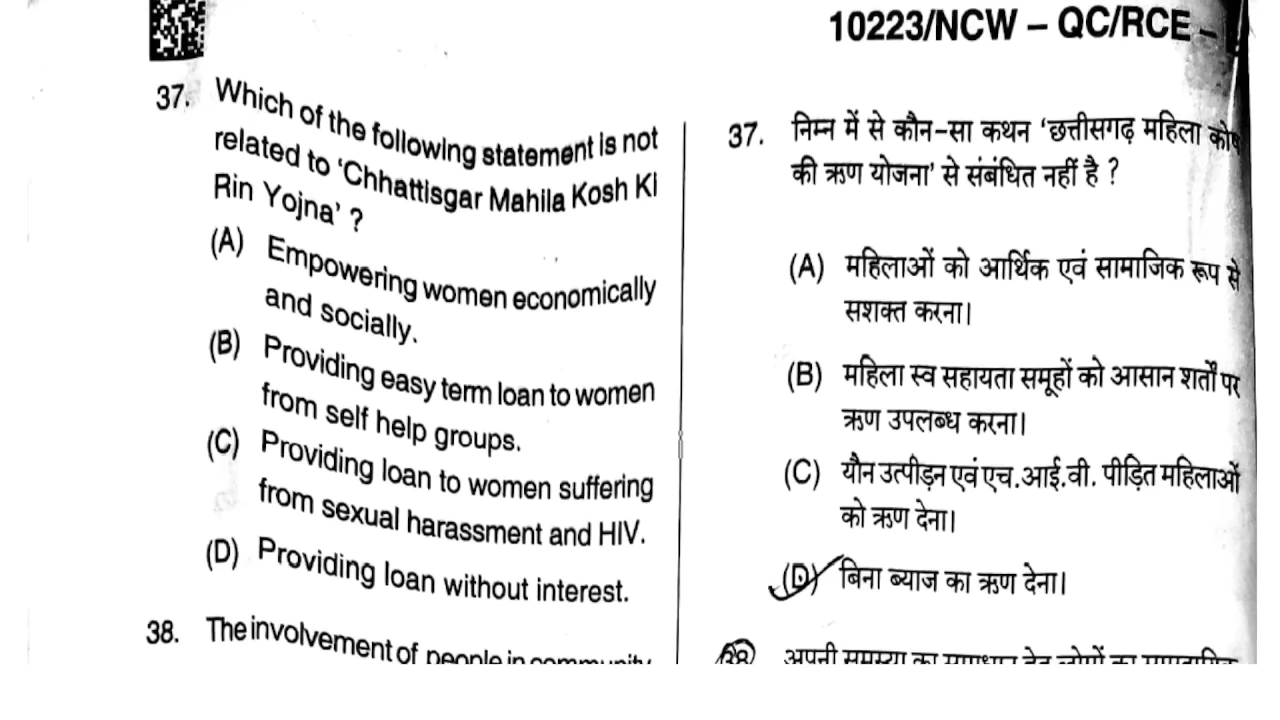 10223/NCW – QC/RCE –
37. Which of the following statement is not
related to ‘Chhattisgar Mahila Kosh Ki
Rin Yojna’ ?
(A) Empowering women economically
and socially.
(B) Providing easy term loan to women
from self help groups.
(C) Providing loan to women suffering
from sexual harassment and HIV.
(D) Providing loan without interest.
38. The involvement of people in community
37. निम्न में से कौन-सा कथन ‘छत्तीसगढ़ महिला कोष
की ऋण योजना’ से संबंधित नहीं है ?
(A) महिलाओं को आर्थिक एवं सामाजिक रूप से
सशक्त करना।
(B) महिला स्व सहायता समूहों को आसान शर्तों पर
ऋण उपलब्ध करना।
(C) यौन उत्पीड़न एवं एच.आई.वी. पीड़ित महिलाओं
को ऋण देना।
(D) बिना ब्याज का ऋण देना।
38 अपनी समस्या का समाधान हेतु लोगों का सामुदायिक